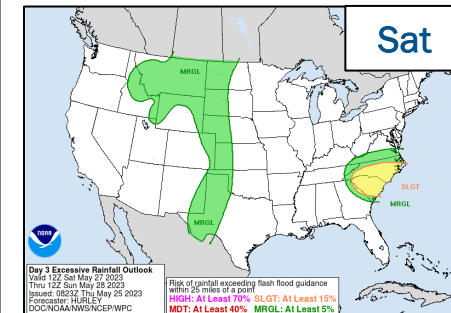 Sat
MRGL
SLGT
MRGL
MRGL
NOAA
Day 3 Excessive Rainfall Outlook
Valid 12Z Sat May 27 2023
Thru 12Z Sun May 28 2023
Issued: 0823Z Thu May 25 2023
Forecaster: HURLEY
DOC/NOAA/NWS/NCEP/WPC
Risk of rainfall exceeding flash flood guidance
within 25 miles of a point
HIGH: At Least 70% SLGT: At Least 15%
MDT: At Least 40% MRGL: At Least 5%